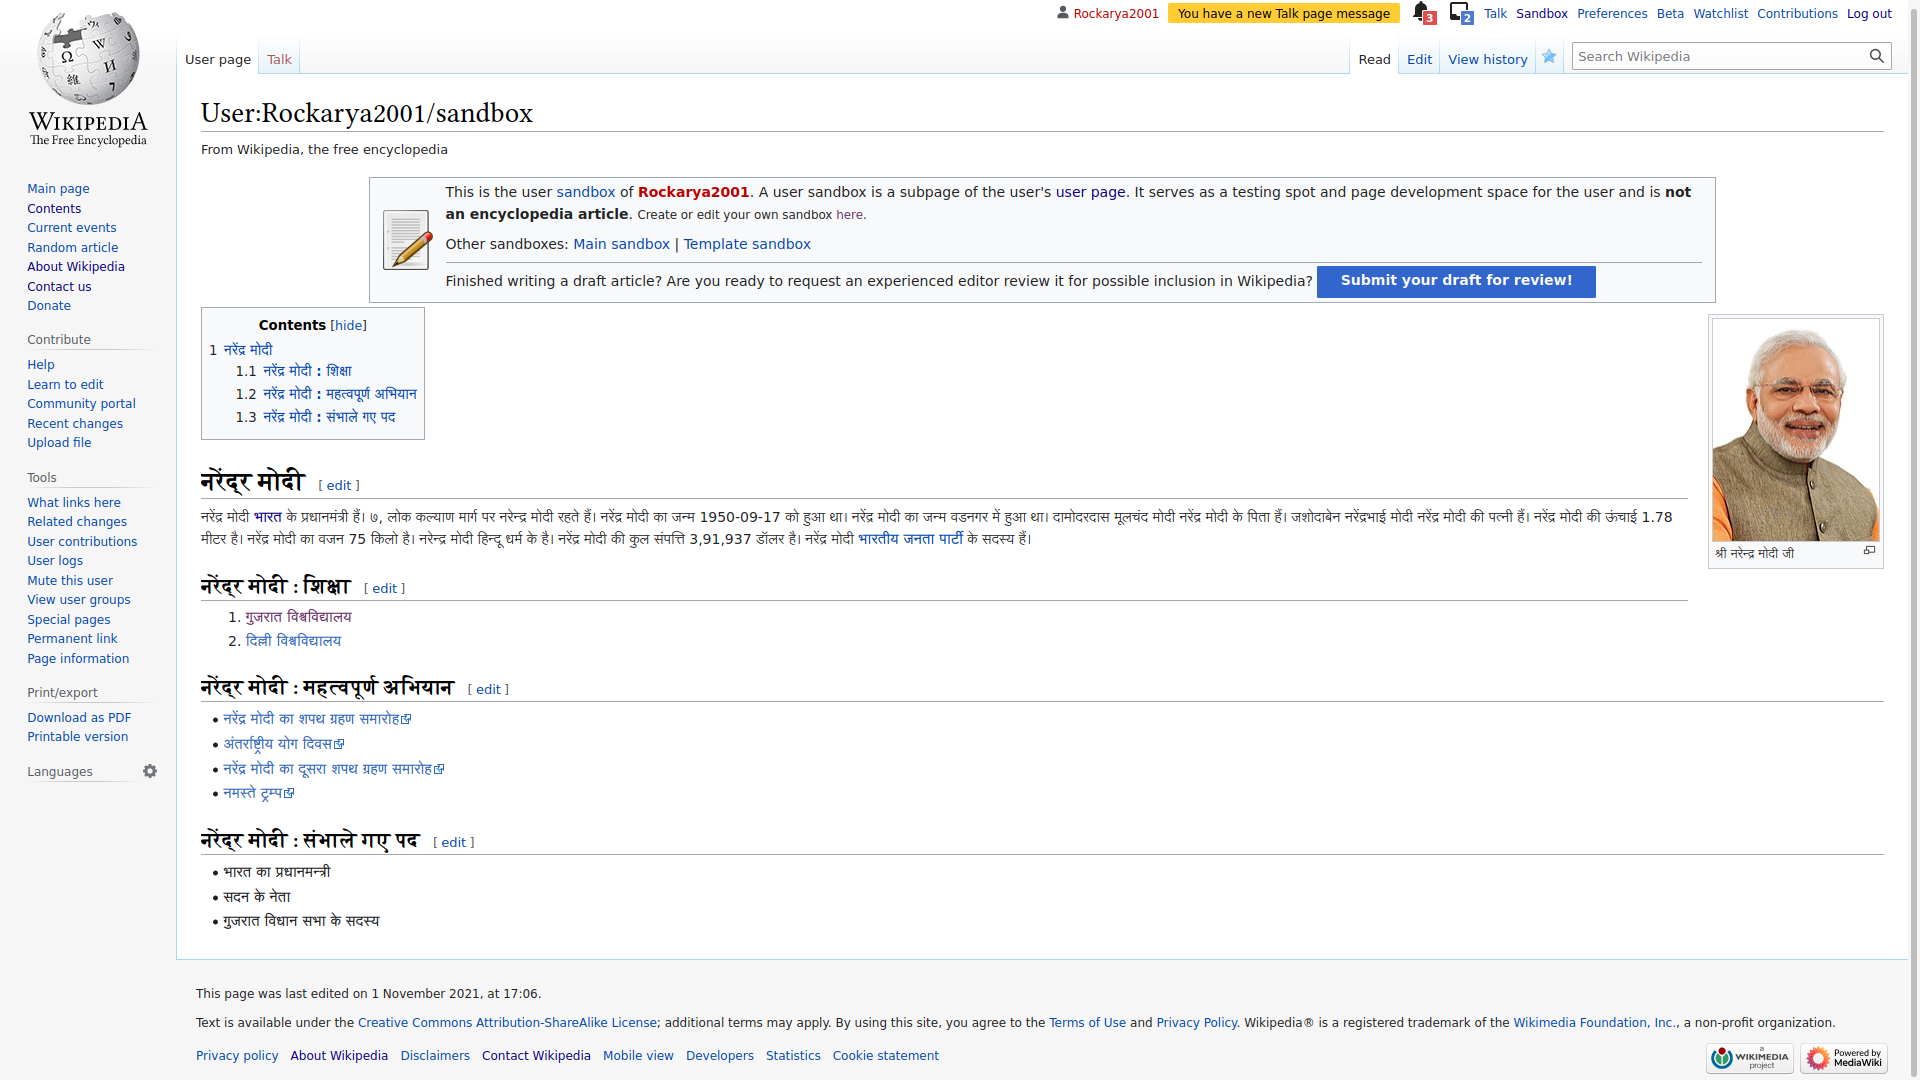 Rockarya2001 You have a new Talk page message 3 2 Talk Sandbox Preferences Beta Watchlist Contributions Log out
User page Talk Read Edit View history Search Wikipedia
WIKIPEDIA
The Free Encyclopedia
Main page
Contents
Current events
Random article
About Wikipedia
Contact us
Donate
Contribute
Help
Learn to edit
Community portal
Recent changes
Upload file
Tools
What links here
Related changes
User contributions
User logs
Mute this user
View user groups
Special pages
Permanent link
Page information
Print/export
Download as PDF
Printable version
Languages
User:Rockarya2001/sandbox
From Wikipedia, the free encyclopedia
This is the user sandbox of Rockarya2001. A user sandbox is a subpage of the user's user page. It serves as a testing spot and page development space for the user and is not
an encyclopedia article. Create or edit your own sandbox here.
Other sandboxes: Main sandbox | Template sandbox
Finished writing a draft article? Are you ready to request an experienced editor review it for possible inclusion in Wikipedia? Submit your draft for review!
Contents [hide]
1 नरेंद्र मोदी
1.1 नरेंद्र मोदी : शिक्षा
1.2 नरेंद्र मोदी : महत्वपूर्ण अभियान
1.3 नरेंद्र मोदी : संभाले गए पद
श्री नरेन्द्र मोदी जी
नरेंद्र मोदी [ edit ]
नरेंद्र मोदी भारत के प्रधानमंत्री हैं। ७, लोक कल्याण मार्ग पर नरेन्द्र मोदी रहते हैं। नरेंद्र मोदी का जन्म 1950-09-17 को हुआ था। नरेंद्र मोदी का जन्म वडनगर में हुआ था। दामोदरदास मूलचंद मोदी नरेंद्र मोदी के पिता हैं। जशोदाबेन नरेंद्रभाई मोदी नरेंद्र मोदी की पत्नी हैं। नरेंद्र मोदी की ऊंचाई 1.78
मीटर है। नरेंद्र मोदी का वजन 75 किलो है। नरेन्द्र मोदी हिन्दू धर्म के है। नरेंद्र मोदी की कुल संपत्ति 3,91,937 डॉलर है। नरेंद्र मोदी भारतीय जनता पार्टी के सदस्य हैं।
नरेंद्र मोदी : शिक्षा [ edit ]
1. गुजरात विश्वविद्यालय
2. दिल्ली विश्वविद्यालय
नरेंद्र मोदी : महत्वपूर्ण अभियान [ edit ]
• नरेंद्र मोदी का शपथ ग्रहण समारोह
• अंतर्राष्ट्रीय योग दिवस
• नरेंद्र मोदी का दूसरा शपथ ग्रहण समारोह
• नमस्ते ट्रम्प
नरेंद्र मोदी : संभाले गए पद [ edit ]
• भारत का प्रधानमन्त्री
• सदन के नेता
• गुजरात विधान सभा के सदस्य
This page was last edited on 1 November 2021, at 17:06.
Text is available under the Creative Commons Attribution-ShareAlike License; additional terms may apply. By using this site, you agree to the Terms of Use and Privacy Policy. Wikipedia® is a registered trademark of the Wikimedia Foundation, Inc., a non-profit organization.
Privacy policy About Wikipedia Disclaimers Contact Wikipedia Mobile view Developers Statistics Cookie statement
a WIKIMEDIA project
Powered by MediaWiki